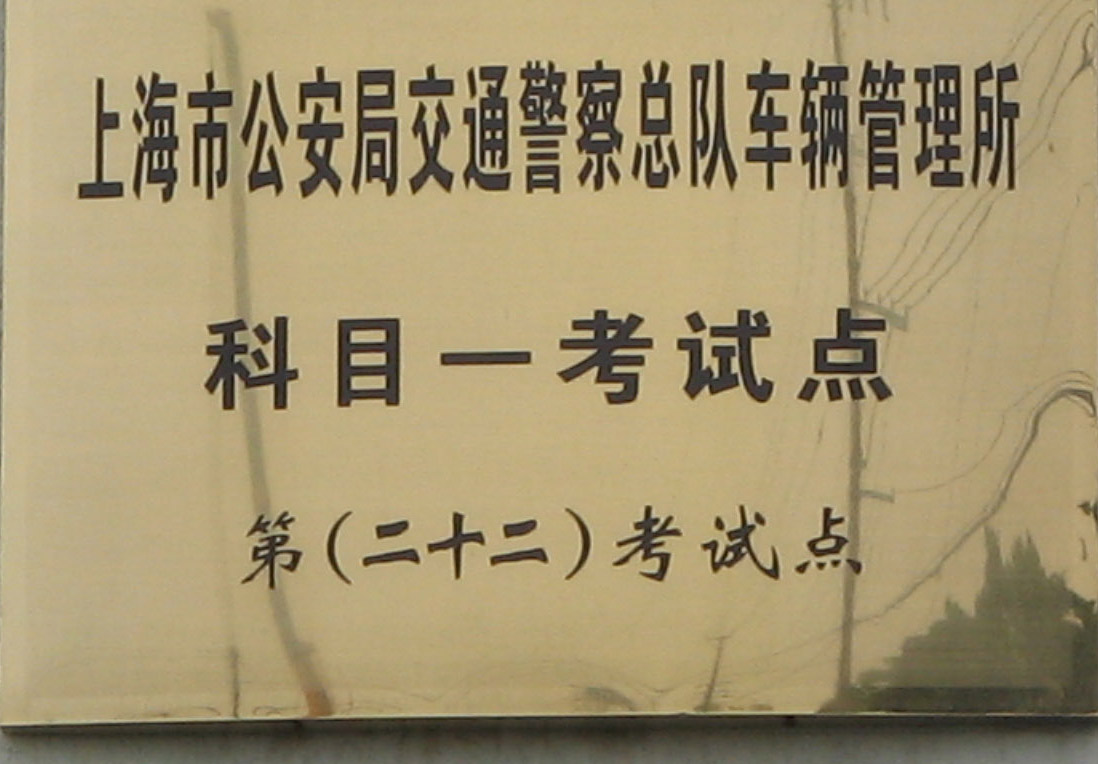 上海市公安局交通警察总队车辆管理所
科目一考试点
第(二十二)考试点